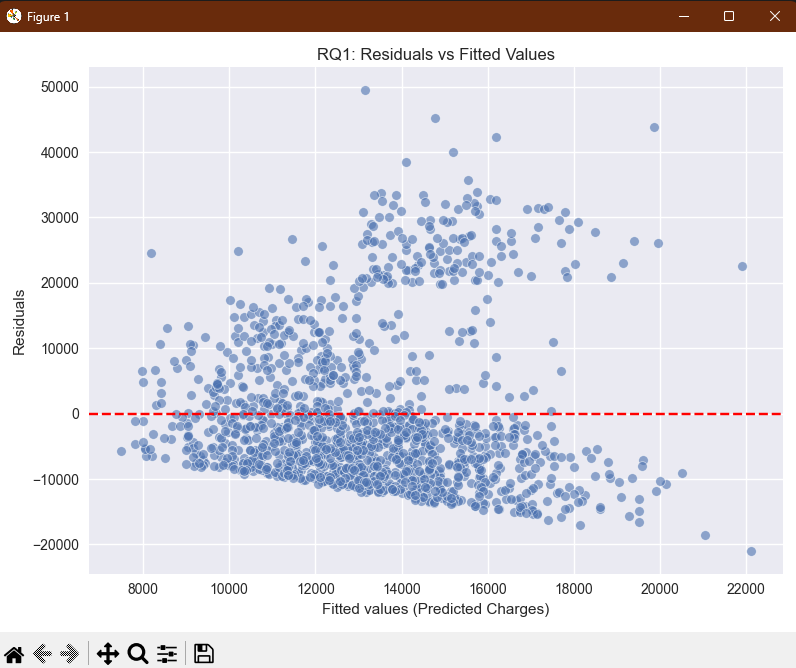 Figure 1
RQ1: Residuals vs Fitted Values
50000
40000
30000
20000
10000
0
−10000
−20000
Residuals
8000 10000 12000 14000 16000 18000 20000 22000
Fitted values (Predicted Charges)